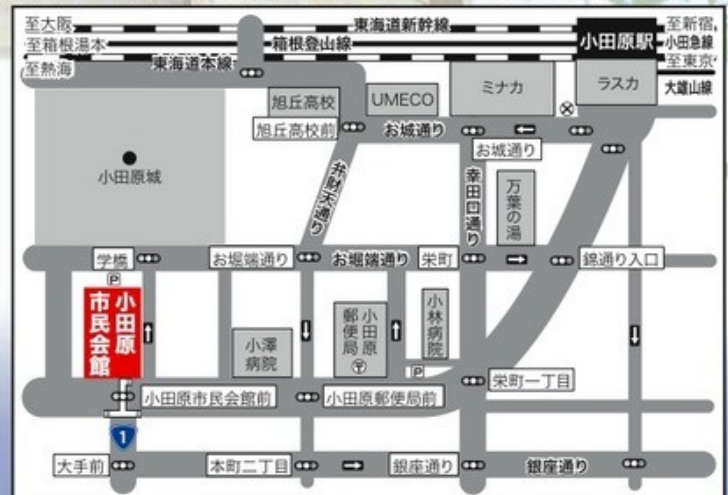 至大阪
東海道新幹線
至新宿
至箱根湯本
箱根登山線
小田原駅
小田急線
至熱海
東海道本線
至東京
大雄山線
旭丘高校
UMECO
ミナカ
ラスカ
旭丘高校前
お城通り
お城通り
小田原城
弁財天通り
幸田口通り
万葉の湯
学橋
お堀端通り
お堀端通り
栄町
錦通り入口
P
小田原
市民会館
小澤
病院
小田原
郵便局
〒
小林病院
P
栄町一丁目
小田原市民会館前
小田原郵便局前
1
大手前
本町二丁目
銀座通り
銀座通り